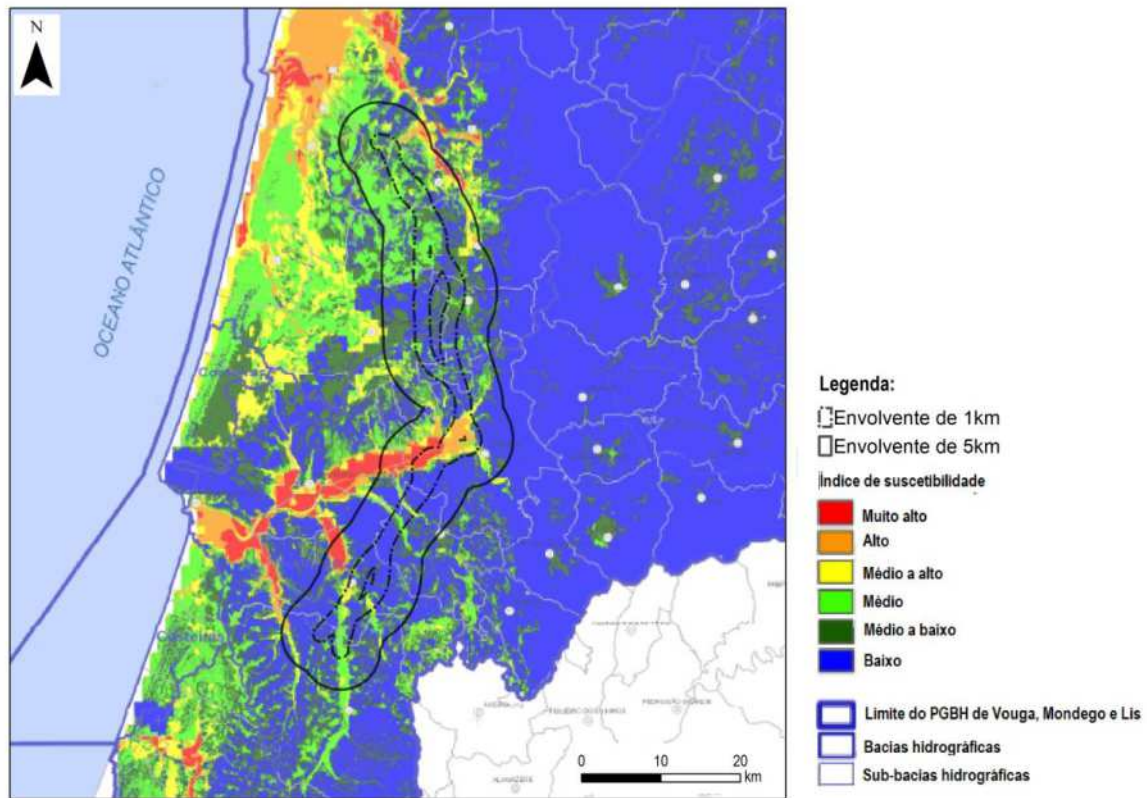 N
OCEANO ATLÂNTICO
0 10 20
km
Legenda:
Envolvente de 1km
Envolvente de 5km
Índice de suscetibilidade
Muito alto
Alto
Médio a alto
Médio
Médio a baixo
Baixo
Limite do PGBH de Vouga, Mondego e Lis
Bacias hidrográficas
Sub-bacias hidrográficas